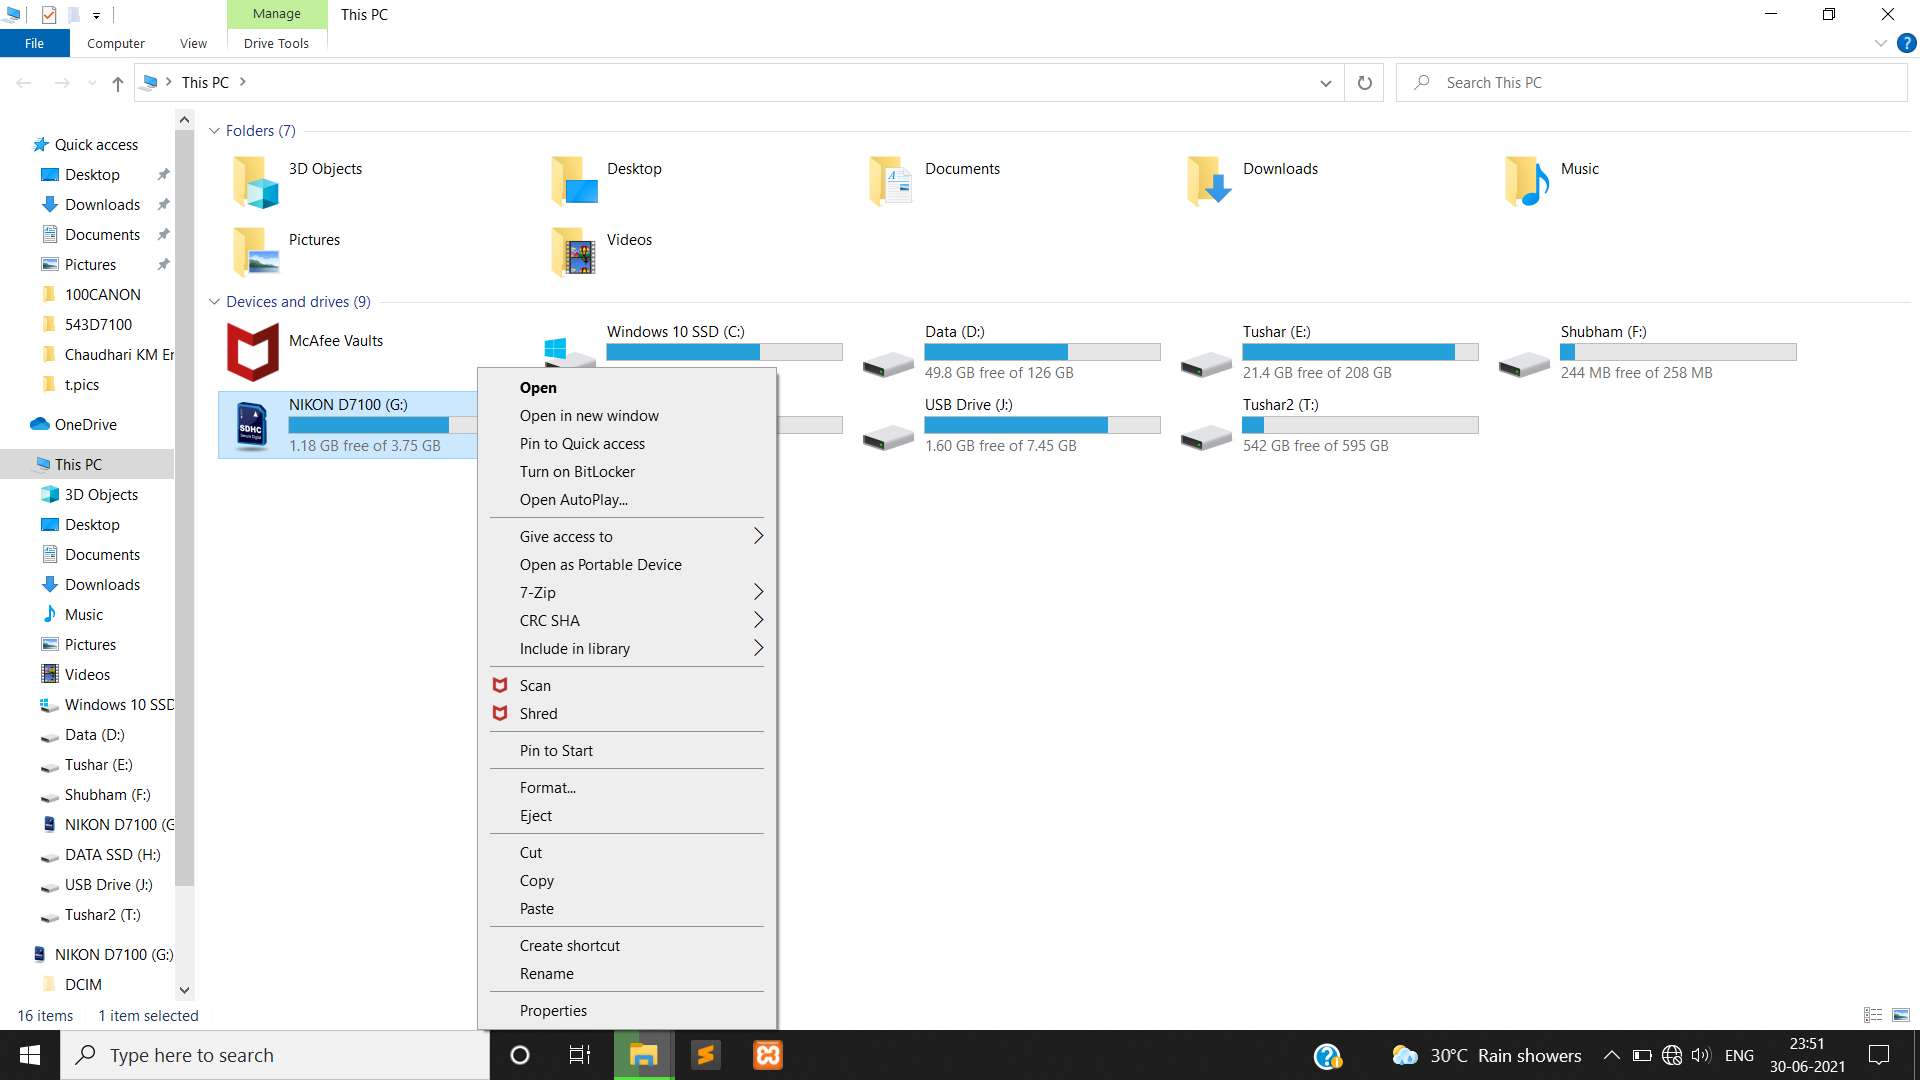 Manage
This PC
File
Computer
View
Drive Tools
This PC
Search This PC
Quick access
Desktop
Downloads
Documents
Pictures
100CANON
543D7100
Chaudhari KM Er
t.pics
OneDrive
This PC
3D Objects
Desktop
Documents
Downloads
Music
Pictures
Videos
Windows 10 SSD
Data (D:)
Tushar (E:)
Shubham (F:)
NIKON D7100 (G
DATA SSD (H:)
USB Drive (J:)
Tushar2 (T:)
NIKON D7100 (G:)
DCIM
Folders (7)
3D Objects
Desktop
Documents
Downloads
Music
Pictures
Videos
Devices and drives (9)
McAfee Vaults
Windows 10 SSD (C:)
Data (D:)
49.8 GB free of 126 GB
Tushar (E:)
21.4 GB free of 208 GB
Shubham (F:)
244 MB free of 258 MB
NIKON D7100 (G:)
SDHC
1.18 GB free of 3.75 GB
USB Drive (J:)
1.60 GB free of 7.45 GB
Tushar2 (T:)
542 GB free of 595 GB
Open
Open in new window
Pin to Quick access
Turn on BitLocker
Open AutoPlay...
Give access to
Open as Portable Device
7-Zip
CRC SHA
Include in library
Scan
Shred
Pin to Start
Format...
Eject
Cut
Copy
Paste
Create shortcut
Rename
Properties
16 items
1 item selected
Type here to search
30°C Rain showers
ENG
23:51
30-06-2021